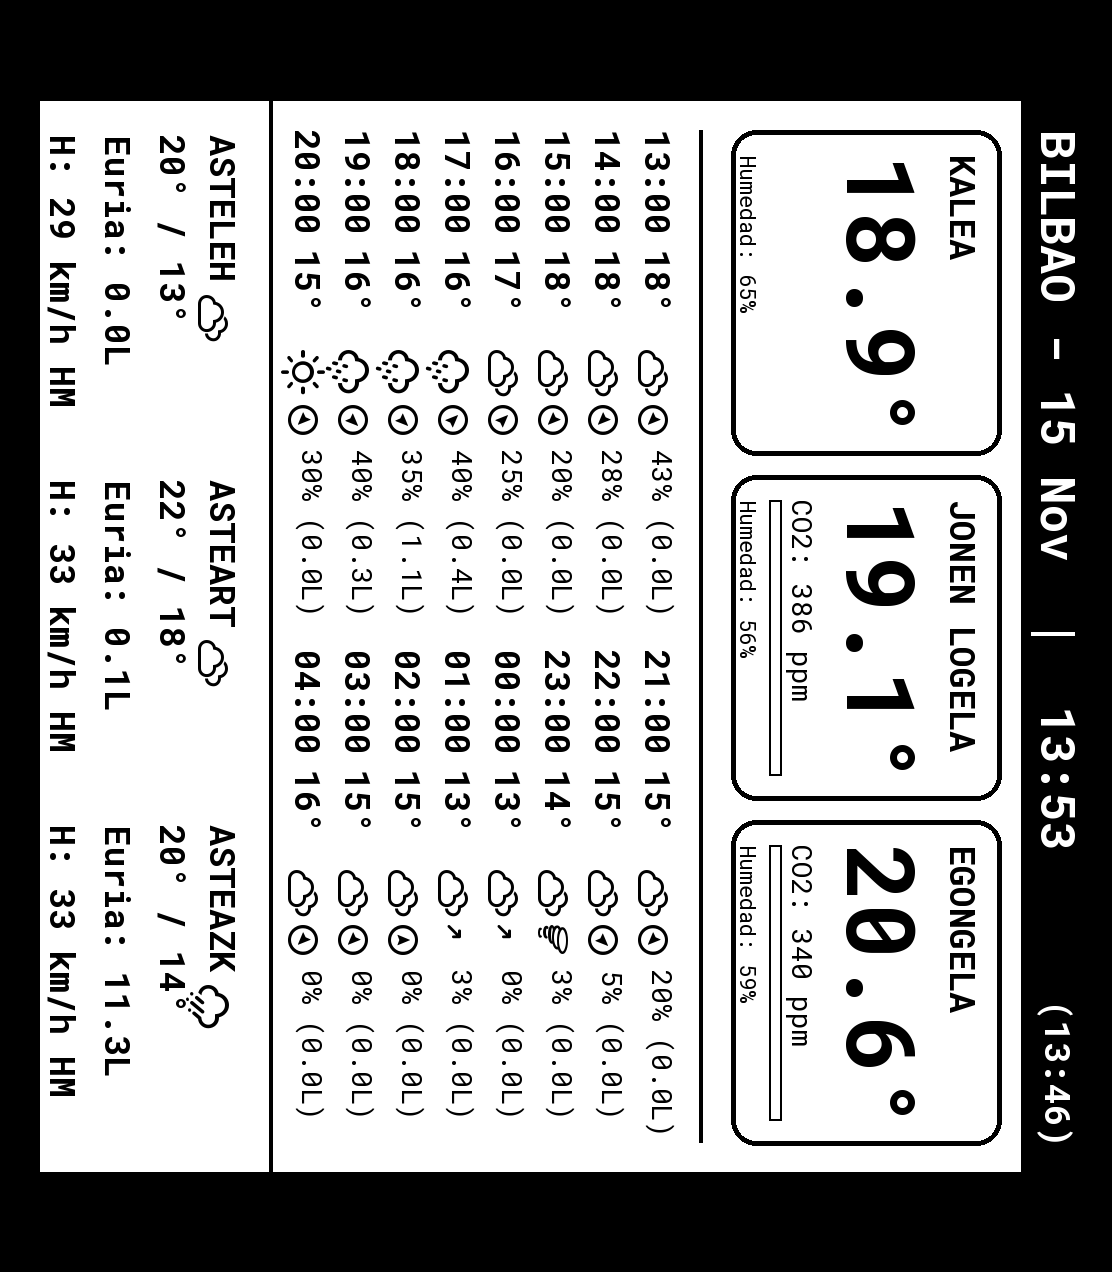 BILBAO - 15 Nov | 13:53 (13:46)
KALEA
18.9°
Humedad: 65%
JONEN LOGELA
19.1°
CO2: 386 ppm
Humedad: 56%
EGONGELA
20.6°
CO2: 340 ppm
Humedad: 59%
13:00 18° 43% (0.0L)
14:00 18° 28% (0.0L)
15:00 18° 20% (0.0L)
16:00 17° 25% (0.0L)
17:00 16° 40% (0.4L)
18:00 16° 35% (1.1L)
19:00 16° 40% (0.3L)
20:00 15° 30% (0.0L)
21:00 15° 20% (0.0L)
22:00 15° 5% (0.0L)
23:00 14° 3% (0.0L)
00:00 13° 0% (0.0L)
01:00 13° 3% (0.0L)
02:00 15° 0% (0.0L)
03:00 15° 0% (0.0L)
04:00 16° 0% (0.0L)
ASTELEH
20° / 13°
Euria: 0.0L
H: 29 km/h HM
ASTEART
22° / 18°
Euria: 0.1L
H: 33 km/h HM
ASTEAZK
20° / 14°
Euria: 11.3L
H: 33 km/h HM